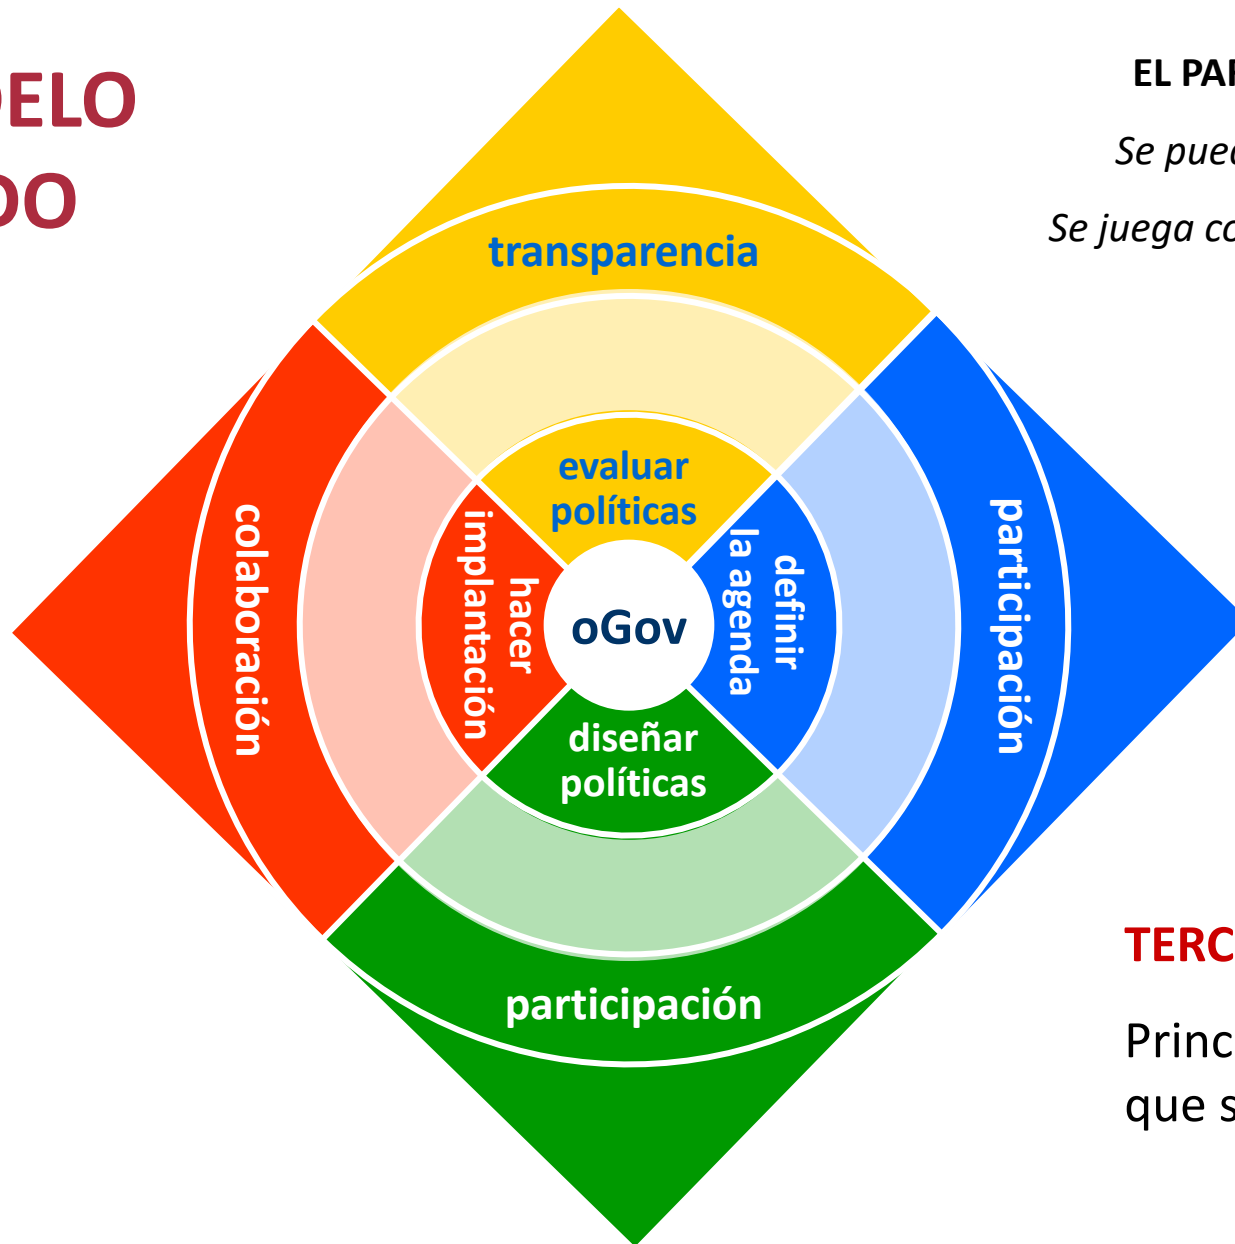 DELO
DO
EL PAR
Se pued
Se juega co
transparencia
evaluar
políticas
colaboración
hacer
implantación
oGov
definir
la agenda
participación
diseñar
políticas
participación
TERC
Princ
que s